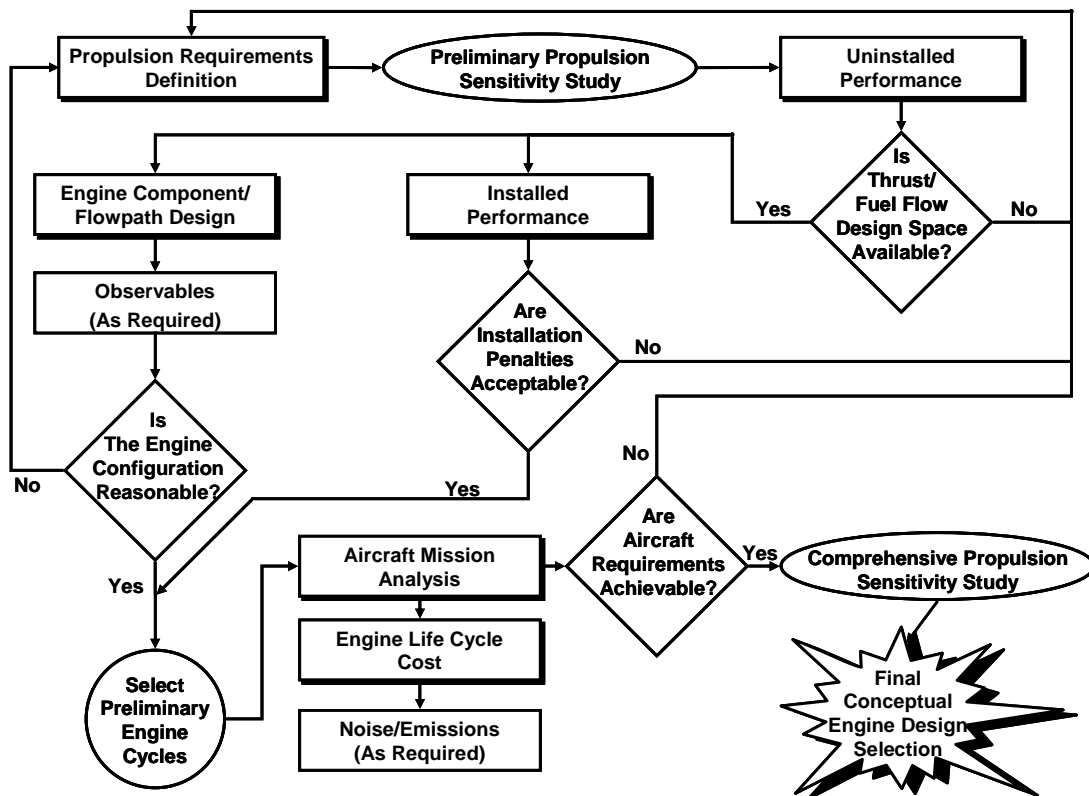 Propulsion Requirements
Definition
Preliminary Propulsion
Sensitivity Study
Uninstalled
Performance
Is
Thrust/
Fuel Flow
Design Space
Available?
Yes
No
Engine Component/
Flowpath Design
Installed
Performance
Observables
(As Required)
Are
Installation
Penalties
Acceptable?
No
Is
The Engine
Configuration
Reasonable?
No
Yes
No
Yes
Aircraft Mission
Analysis
Are
Aircraft
Requirements
Achievable?
Yes
Comprehensive Propulsion
Sensitivity Study
Engine Life Cycle
Cost
Select
Preliminary
Engine
Cycles
Noise/Emissions
(As Required)
Final
Conceptual
Engine Design
Selection